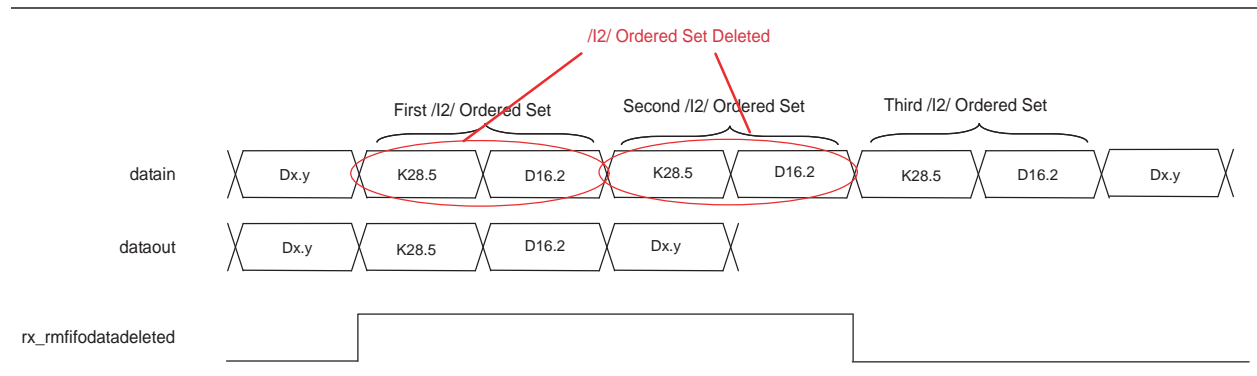 /I2/ Ordered Set Deleted
First /I2/ Ordered Set
Second /I2/ Ordered Set
Third /I2/ Ordered Set
datain
Dx.y
K28.5
D16.2
K28.5
D16.2
K28.5
D16.2
Dx.y
dataout
Dx.y
K28.5
D16.2
Dx.y
rx_rmfifodatadeleted